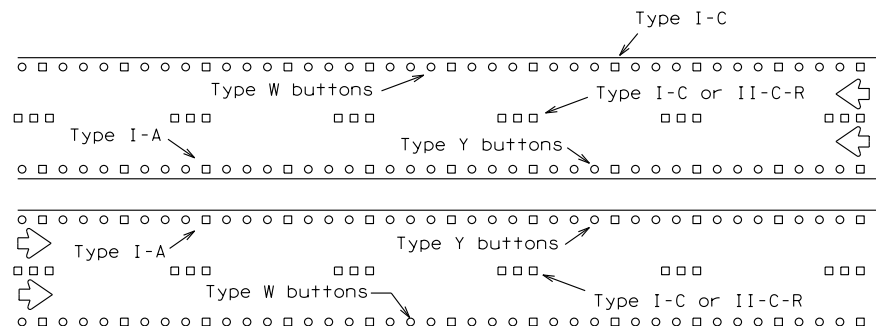 Type I-C
Type W buttons
Type I-C or II-C-R
Type I-A
Type Y buttons
Type I-A
Type Y buttons
Type W buttons
Type I-C or II-C-R